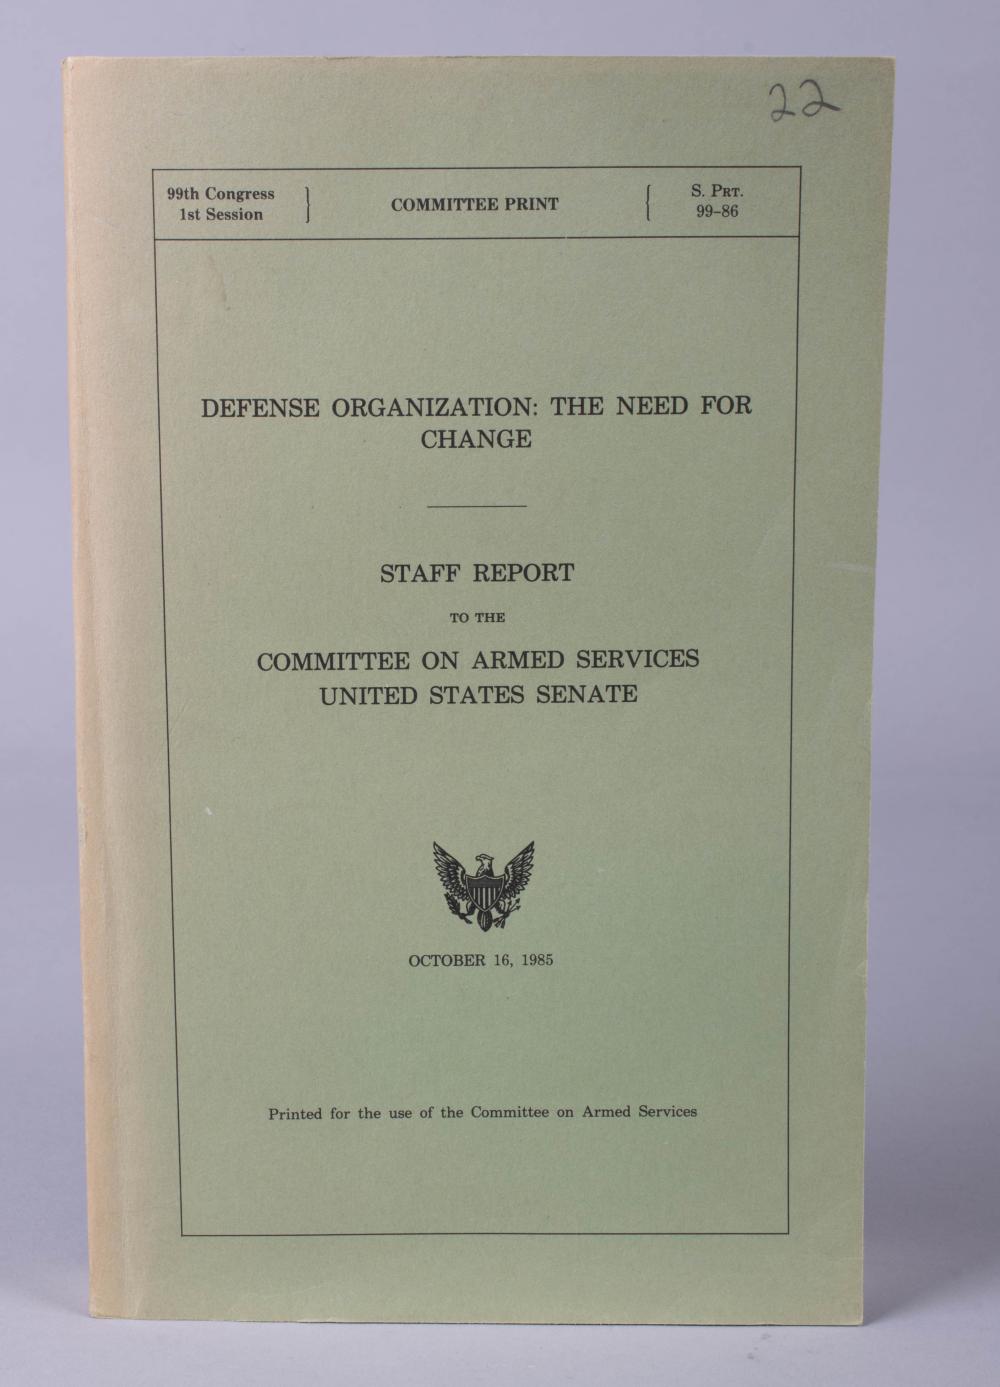 22
99th Congress
1st Session
COMMITTEE PRINT
S. PRT.
99-86
DEFENSE ORGANIZATION: THE NEED FOR
CHANGE
STAFF REPORT
TO THE
COMMITTEE ON ARMED SERVICES
UNITED STATES SENATE
OCTOBER 16, 1985
Printed for the use of the Committee on Armed Services